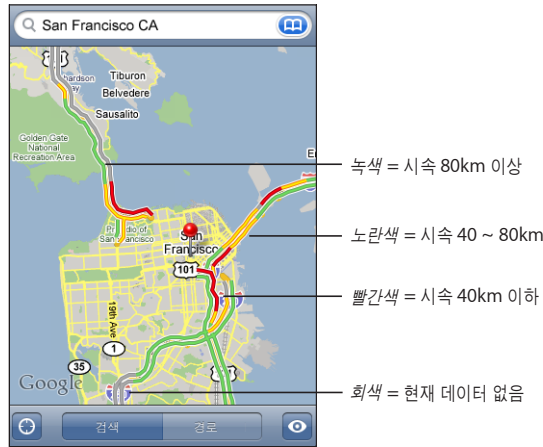 San Francisco CA
Tiburon
Belvedere
Sausalito
Golden Gate
National
Recreation Area
녹색 = 시속 80km 이상
San Francisco
San
Francisco
노란색 = 시속 40 ~ 80km
101
빨간색 = 시속 40km 이하
19th Ave
1
35
Google
회색 = 현재 데이터 없음
검색
경로